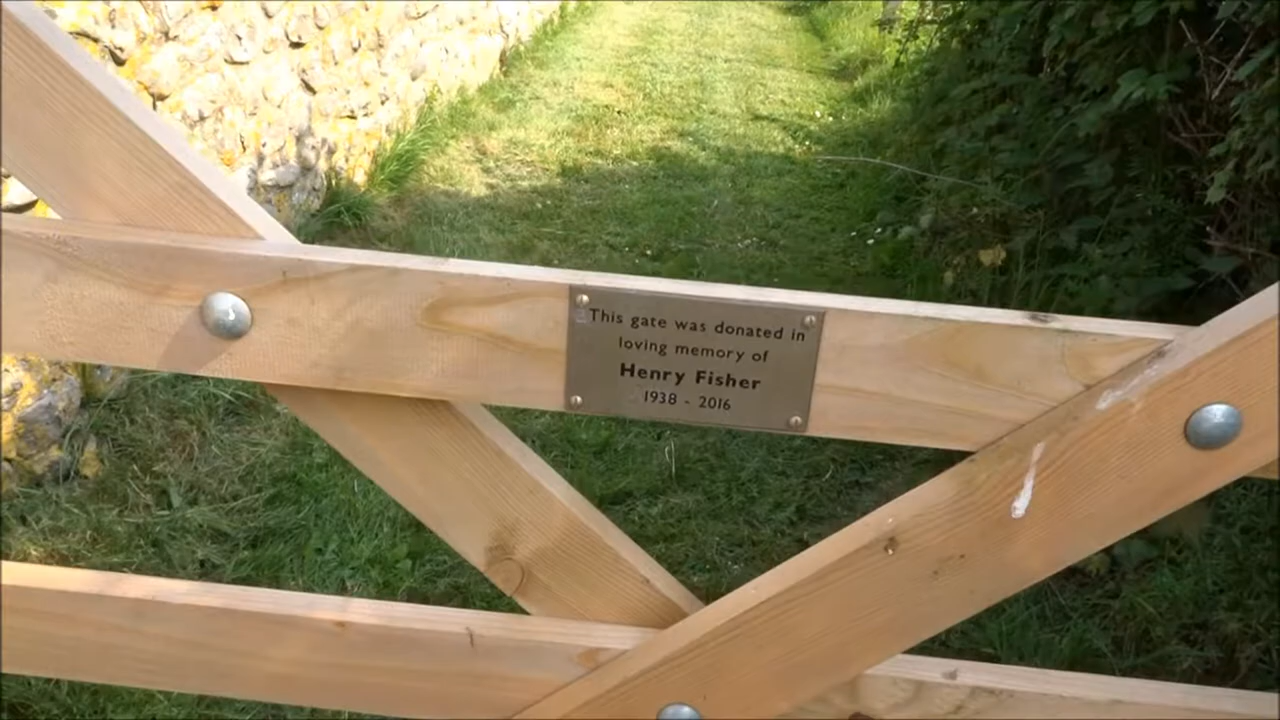 This gate was donated in
loving memory of
Henry Fisher
1938 - 2016